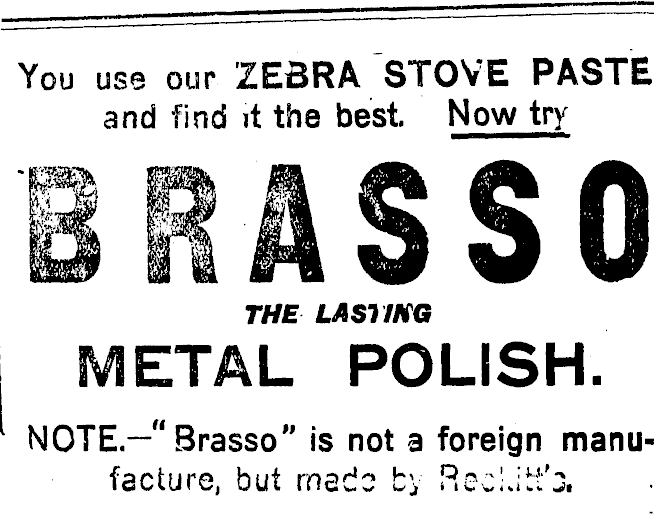 You use our ZEBRA STOVE PASTE
and find it the best. Now try
BRASSO
THE LASTING
METAL POLISH.
NOTE.—“Brasso” is not a foreign manu-
facture, but made by Reckitt's.